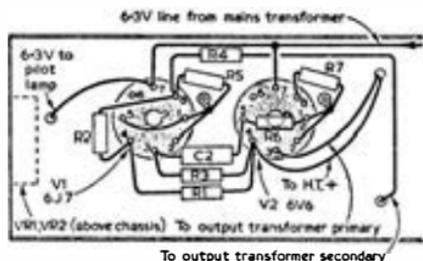 6·3V line from mains transformer
6·3V to
pilot
lamp
R4
R5
R7
R2
R6
C2
R3
R1
V1
6J7
To H.T.+
V2 6V6
VR1,VR2 (above chassis) To output transformer primary
To output transformer secondary